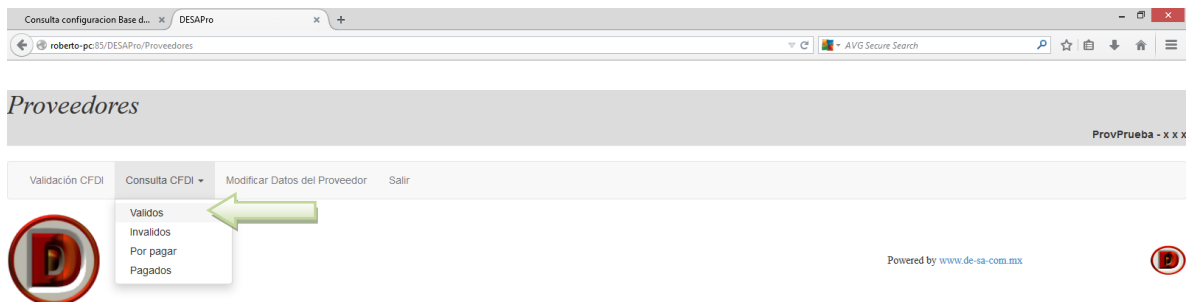 Consulta configuracion Base d... × DESAPro × +
roberto-pc:85/DESAPro/Proveedores AVG Secure Search
Proveedores
ProvPrueba - x x x
Validación CFDI Consulta CFDI Modificar Datos del Proveedor Salir
Validos
Invalidos
Por pagar
Pagados
D
Powered by www.de-sa-com.mx
D